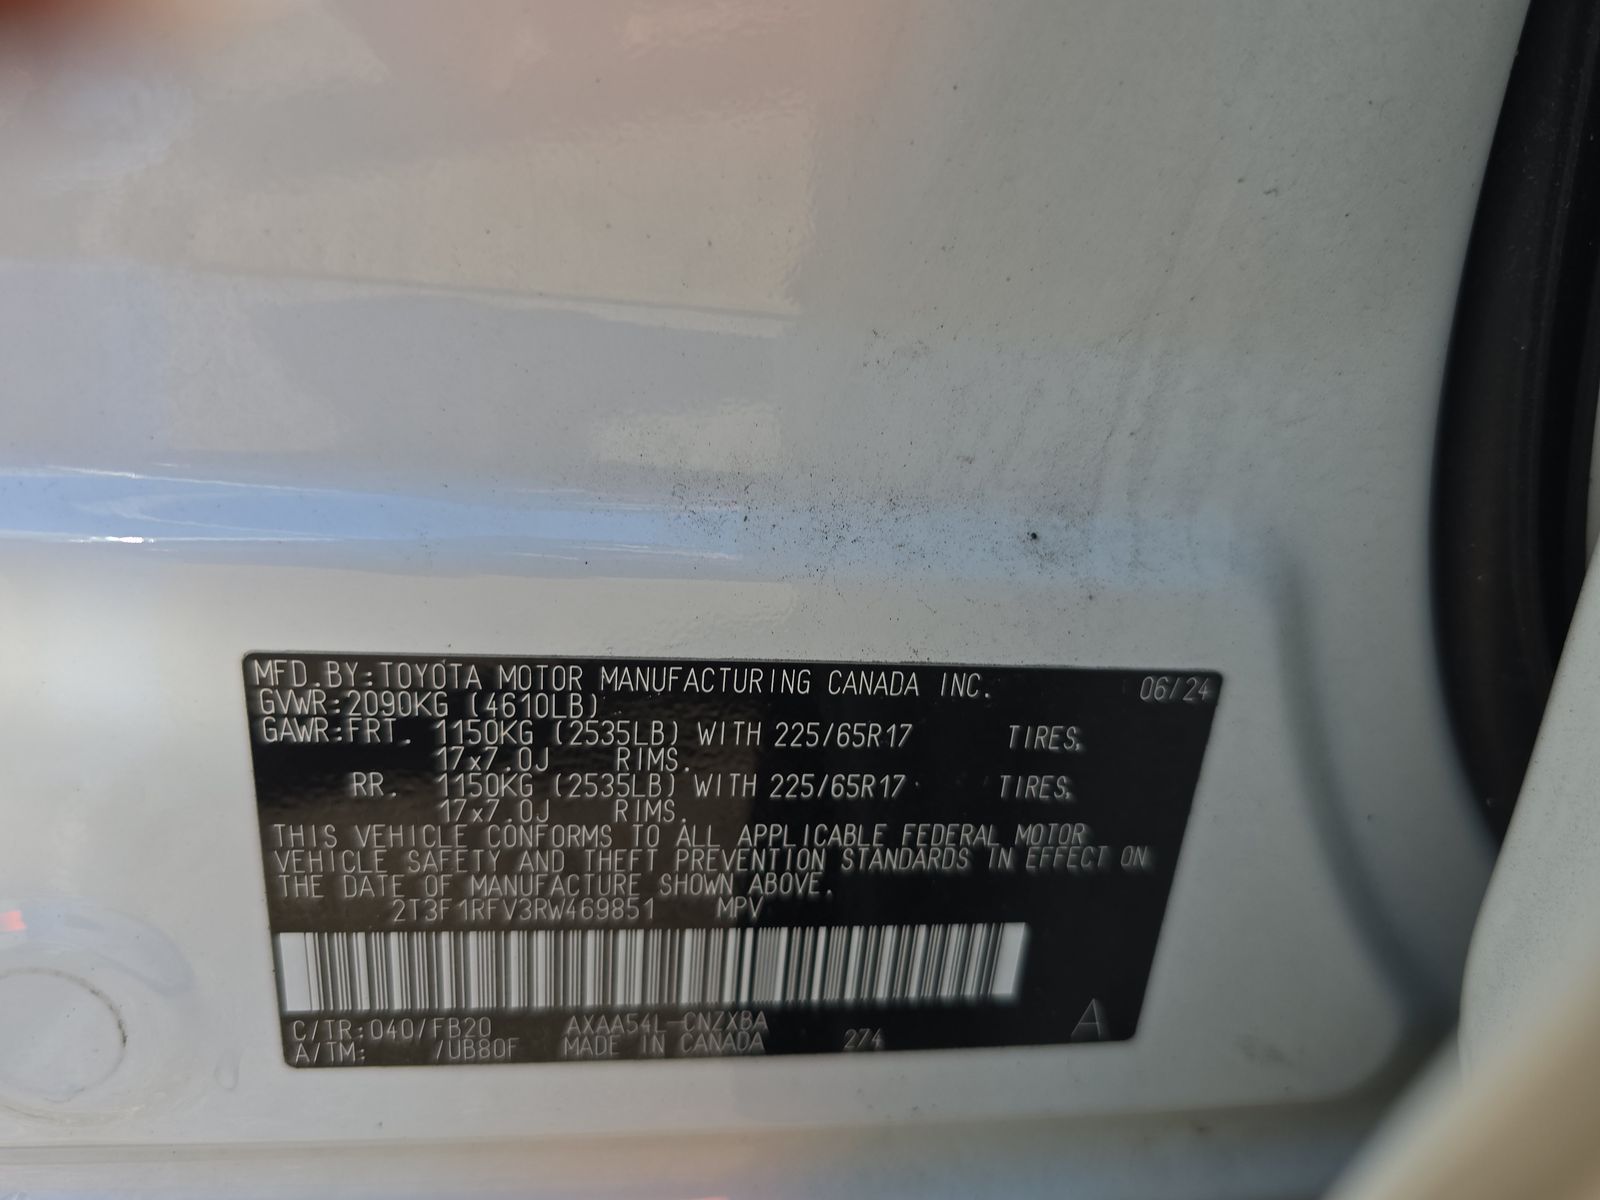 MFD.BY:TOYOTA MOTOR MANUFACTURING CANADA INC. 06/24
GVWR:2090KG (4610LB)
GAWR:FRT. 1150KG (2535LB) WITH 225/65R17 TIRES,
17x7.0J RIMS.
RR. 1150KG (2535LB) WITH 225/65R17 TIRES,
17x7.0J RIMS.
THIS VEHICLE CONFORMS TO ALL APPLICABLE FEDERAL MOTOR
VEHICLE SAFETY AND THEFT PREVENTION STANDARDS IN EFFECT ON
THE DATE OF MANUFACTURE SHOWN ABOVE.
2T3F1RFV3RW469851 MPV
C/TR:040/FB20 AXAA54L-CNZXBA
A/TM: /UB80F MADE IN CANADA 274 A